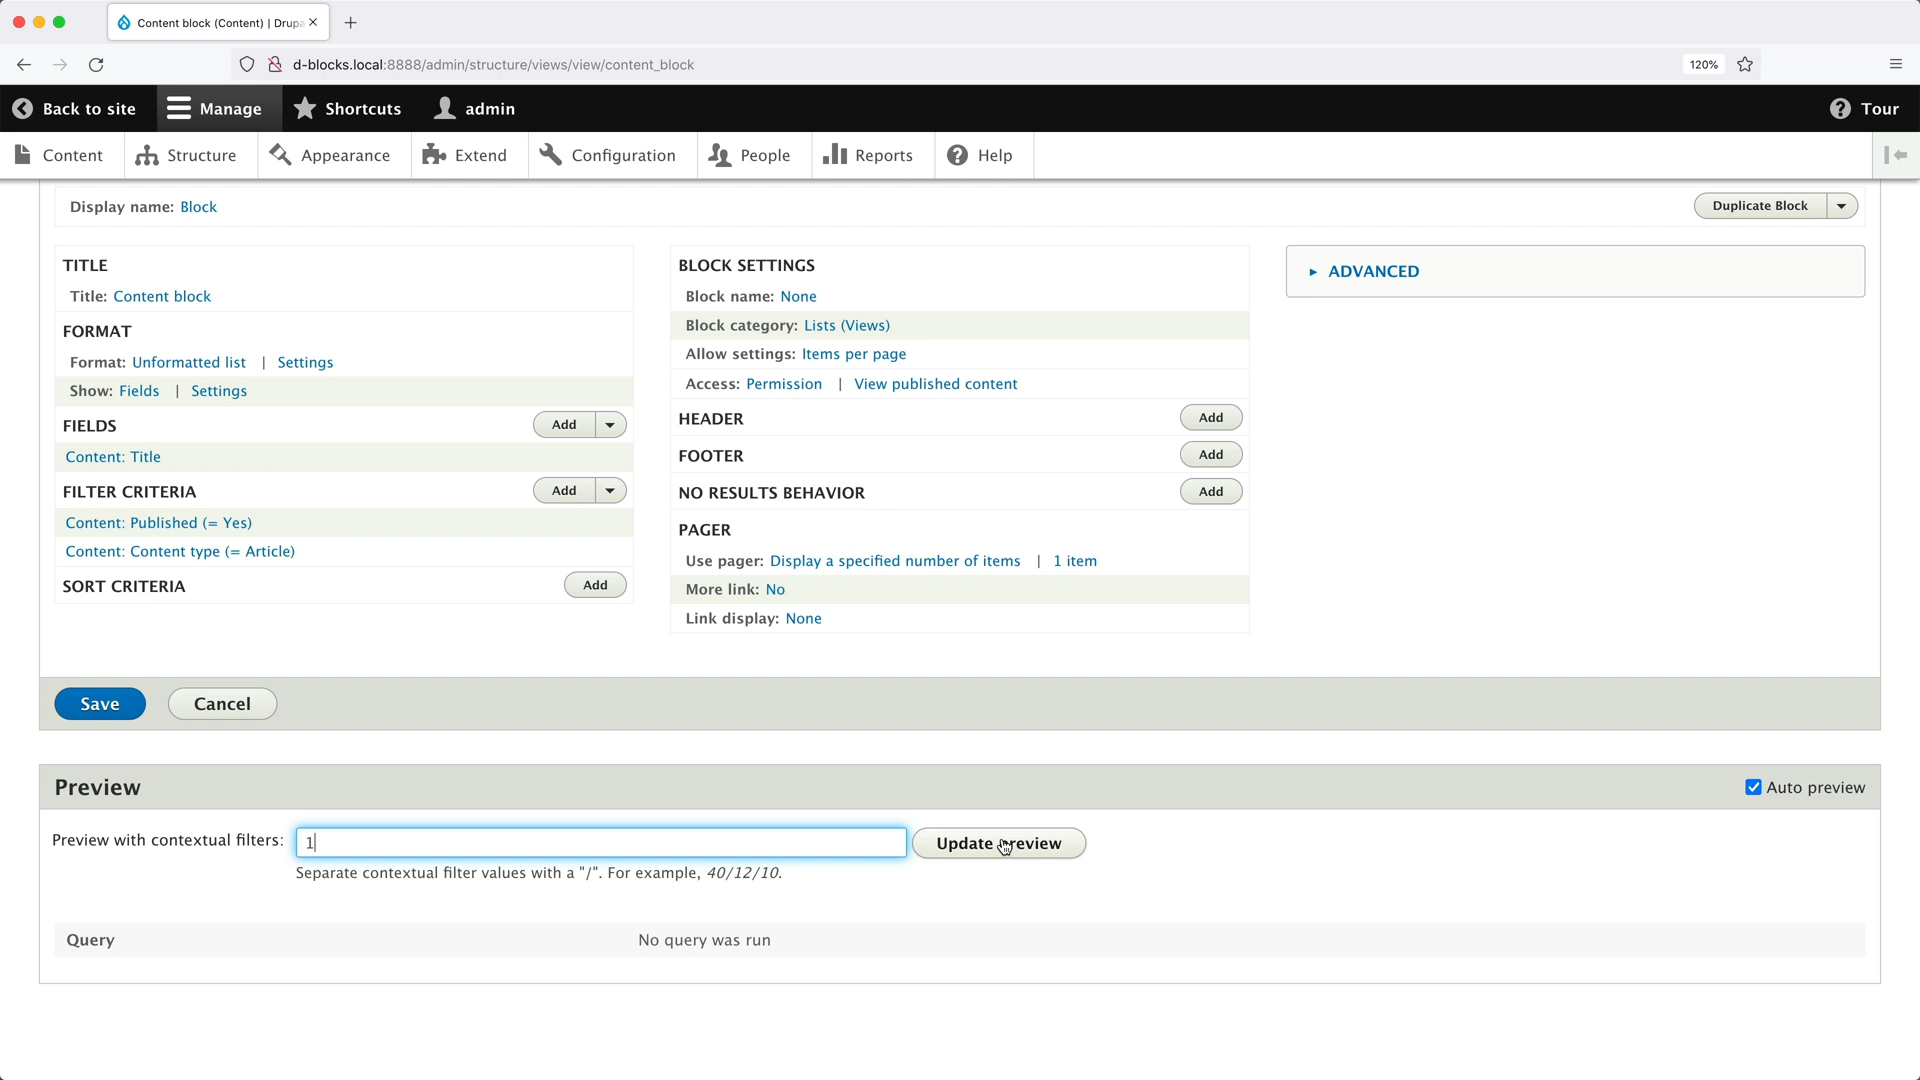 Content block (Content) | Drupa
d-blocks.local:8888/admin/structure/views/view/content_block
120%
Back to site
Manage
Shortcuts
admin
Tour
Content
Structure
Appearance
Extend
Configuration
People
Reports
Help
Display name: Block
Duplicate Block
TITLE
Title: Content block
FORMAT
Format: Unformatted list | Settings
Show: Fields | Settings
FIELDS
Add
Content: Title
FILTER CRITERIA
Add
Content: Published (= Yes)
Content: Content type (= Article)
SORT CRITERIA
Add
BLOCK SETTINGS
Block name: None
Block category: Lists (Views)
Allow settings: Items per page
Access: Permission | View published content
HEADER
Add
FOOTER
Add
NO RESULTS BEHAVIOR
Add
PAGER
Use pager: Display a specified number of items | 1 item
More link: No
Link display: None
ADVANCED
Save
Cancel
Preview
Auto preview
Preview with contextual filters:
1
Update preview
Separate contextual filter values with a "/". For example, 40/12/10.
Query
No query was run